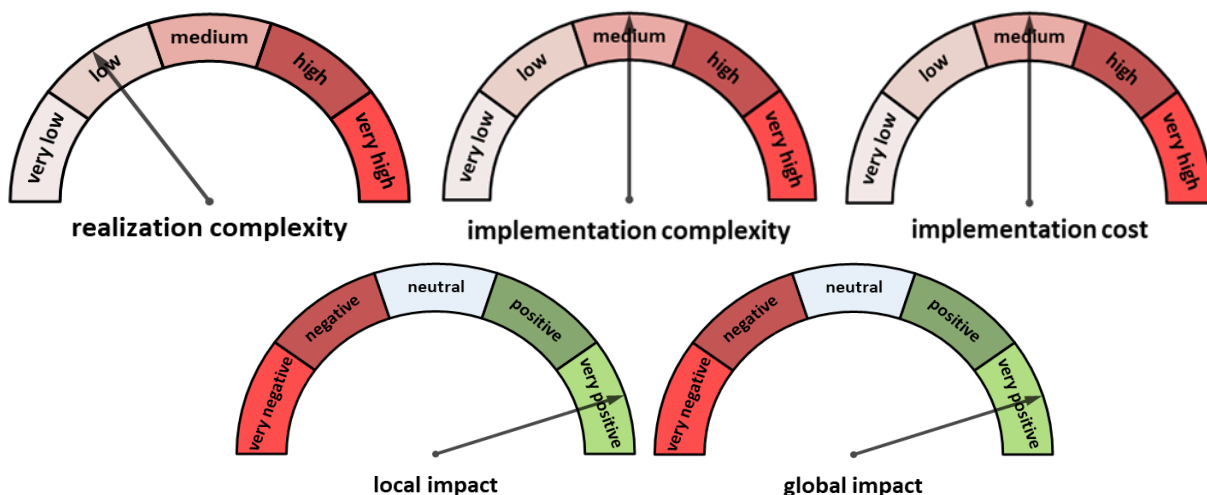 very low
low
medium
high
very high
realization complexity
very low
low
medium
high
very high
implementation complexity
very low
low
medium
high
very high
implementation cost
very negative
negative
neutral
positive
very positive
local impact
very negative
negative
neutral
positive
very positive
global impact